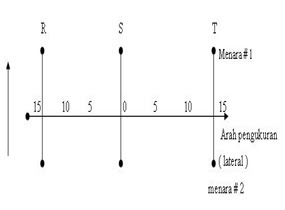 R S T
Menara # 1
15 10 5 0 5 10 15
Arah pengukuran
( lateral )
menara # 2